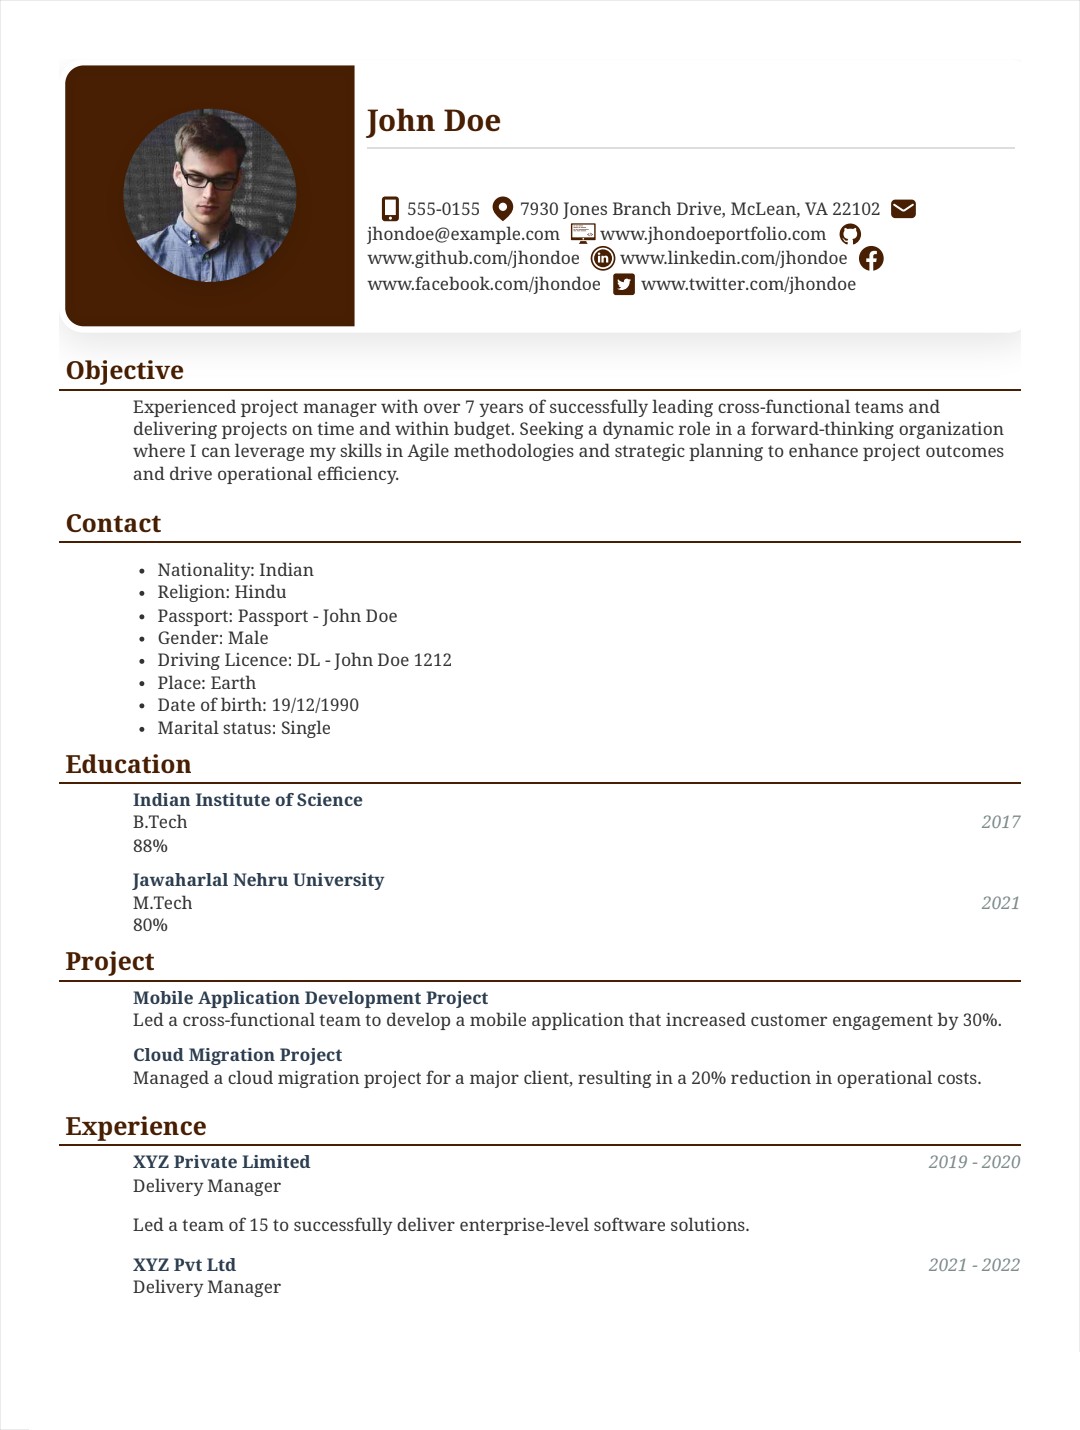 John Doe
555-0155 7930 Jones Branch Drive, McLean, VA 22102
jhondoe@example.com www.jhondoeportfolio.com
www.github.com/jhondoe www.linkedin.com/jhondoe
www.facebook.com/jhondoe www.twitter.com/jhondoe
Objective
Experienced project manager with over 7 years of successfully leading cross-functional teams and
delivering projects on time and within budget. Seeking a dynamic role in a forward-thinking organization
where I can leverage my skills in Agile methodologies and strategic planning to enhance project outcomes
and drive operational efficiency.
Contact
• Nationality: Indian
• Religion: Hindu
• Passport: Passport - John Doe
• Gender: Male
• Driving Licence: DL - John Doe 1212
• Place: Earth
• Date of birth: 19/12/1990
• Marital status: Single
Education
Indian Institute of Science
B.Tech 2017
88%
Jawaharlal Nehru University
M.Tech 2021
80%
Project
Mobile Application Development Project
Led a cross-functional team to develop a mobile application that increased customer engagement by 30%.
Cloud Migration Project
Managed a cloud migration project for a major client, resulting in a 20% reduction in operational costs.
Experience
XYZ Private Limited 2019 - 2020
Delivery Manager
Led a team of 15 to successfully deliver enterprise-level software solutions.
XYZ Pvt Ltd 2021 - 2022
Delivery Manager